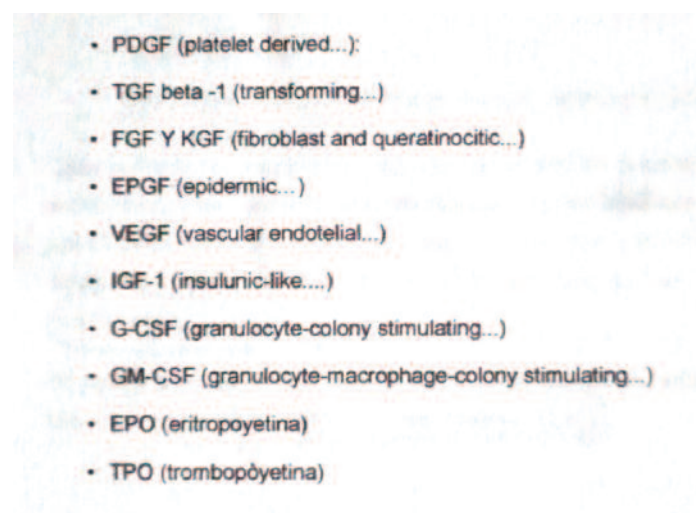 • PDGF (platelet derived...):
• TGF beta -1 (transforming...)
• FGF Y KGF (fibroblast and queratinocitic...)
• EPGF (epidermic...)
• VEGF (vascular endotelial...)
• IGF-1 (insulunic-like....)
• G-CSF (granulocyte-colony stimulating...)
• GM-CSF (granulocyte-macrophage-colony stimulating...)
• EPO (eritropoyetina)
• TPO (trombopòyetina)